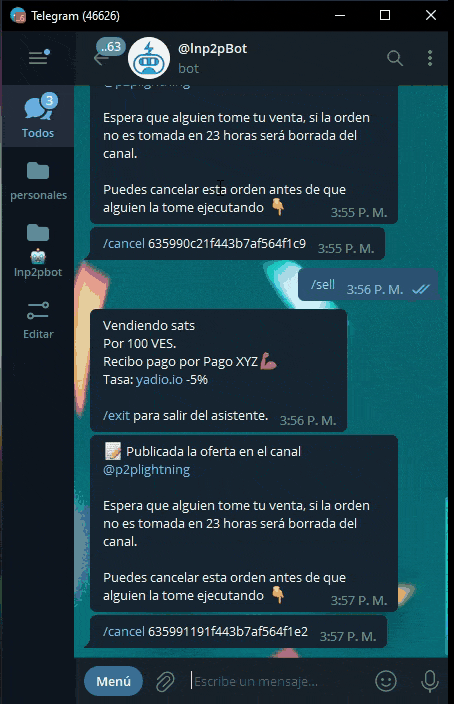 Telegram (46626)
..63
@lnp2pBot
bot
3
Todos
personales
lnp2pbot
Editar
@p2plightning
Espera que alguien tome tu venta, si la orden
no es tomada en 23 horas será borrada del
canal.
Puedes cancelar esta orden antes de que
alguien la tome ejecutando 👇
3:55 P. M.
/cancel 635990c21f443b7af564f1c9 3:55 P. M.
/sell 3:56 P. M.
Vendiendo sats
Por 100 VES.
Recibo pago por Pago XYZ💪
Tasa: yadio.io -5%
/exit para salir del asistente. 3:56 P. M.
📝 Publicada la oferta en el canal
@p2plightning
Espera que alguien tome tu venta, si la orden
no es tomada en 23 horas será borrada del
canal.
Puedes cancelar esta orden antes de que
alguien la tome ejecutando 👇
3:57 P. M.
/cancel 635991191f443b7af564f1e2 3:57 P. M.
Menú
Escribe un mensaje...